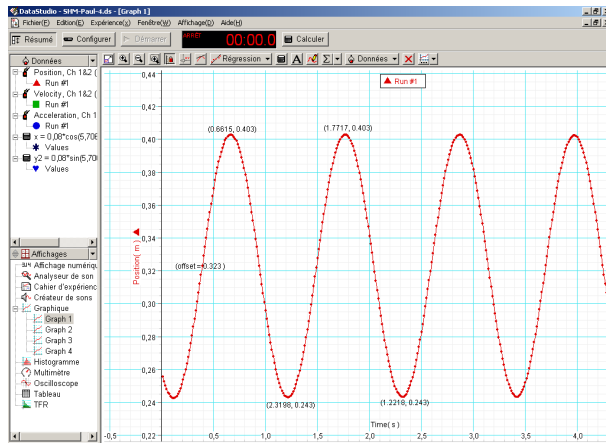 DataStudio - SHM-Paul-4.ds - [Graph 1]
Fichier(F) Edition(E) Expérience(x) Fenêtre(W) Affichage(D) Aide(H)
Résumé Configurer Démarrer ARRÊT 00:00.0 Calculer
Données
Régression
A
Σ
Données
Position, Ch 1&2 (
Run #1
Velocity, Ch 1&2 (
Run #1
Acceleration, Ch 1
Run #1
x = 0,08*cos(5,706
Values
y2 = 0,08*sin(5,706
Values
Affichages
Affichage numériqu
Analyseur de son
Cahier d'expérienc
Créateur de sons
Graphique
Graph 1
Graph 2
Graph 3
Graph 4
Histogramme
Multimètre
Oscilloscope
Tableau
TFR
Run #1
0,44
0,42
0,40
0,38
0,36
0,34
0,32
0,30
0,28
0,26
0,24
0,22
Position( m )
(0.6615, 0.403)
(1.7717, 0.403)
(offset = 0.323 )
(2.3198, 0.243)
(1.2218, 0.243)
Time( s )
-0,5
0,5
1,0
1,5
2,0
2,5
3,0
3,5
4,0